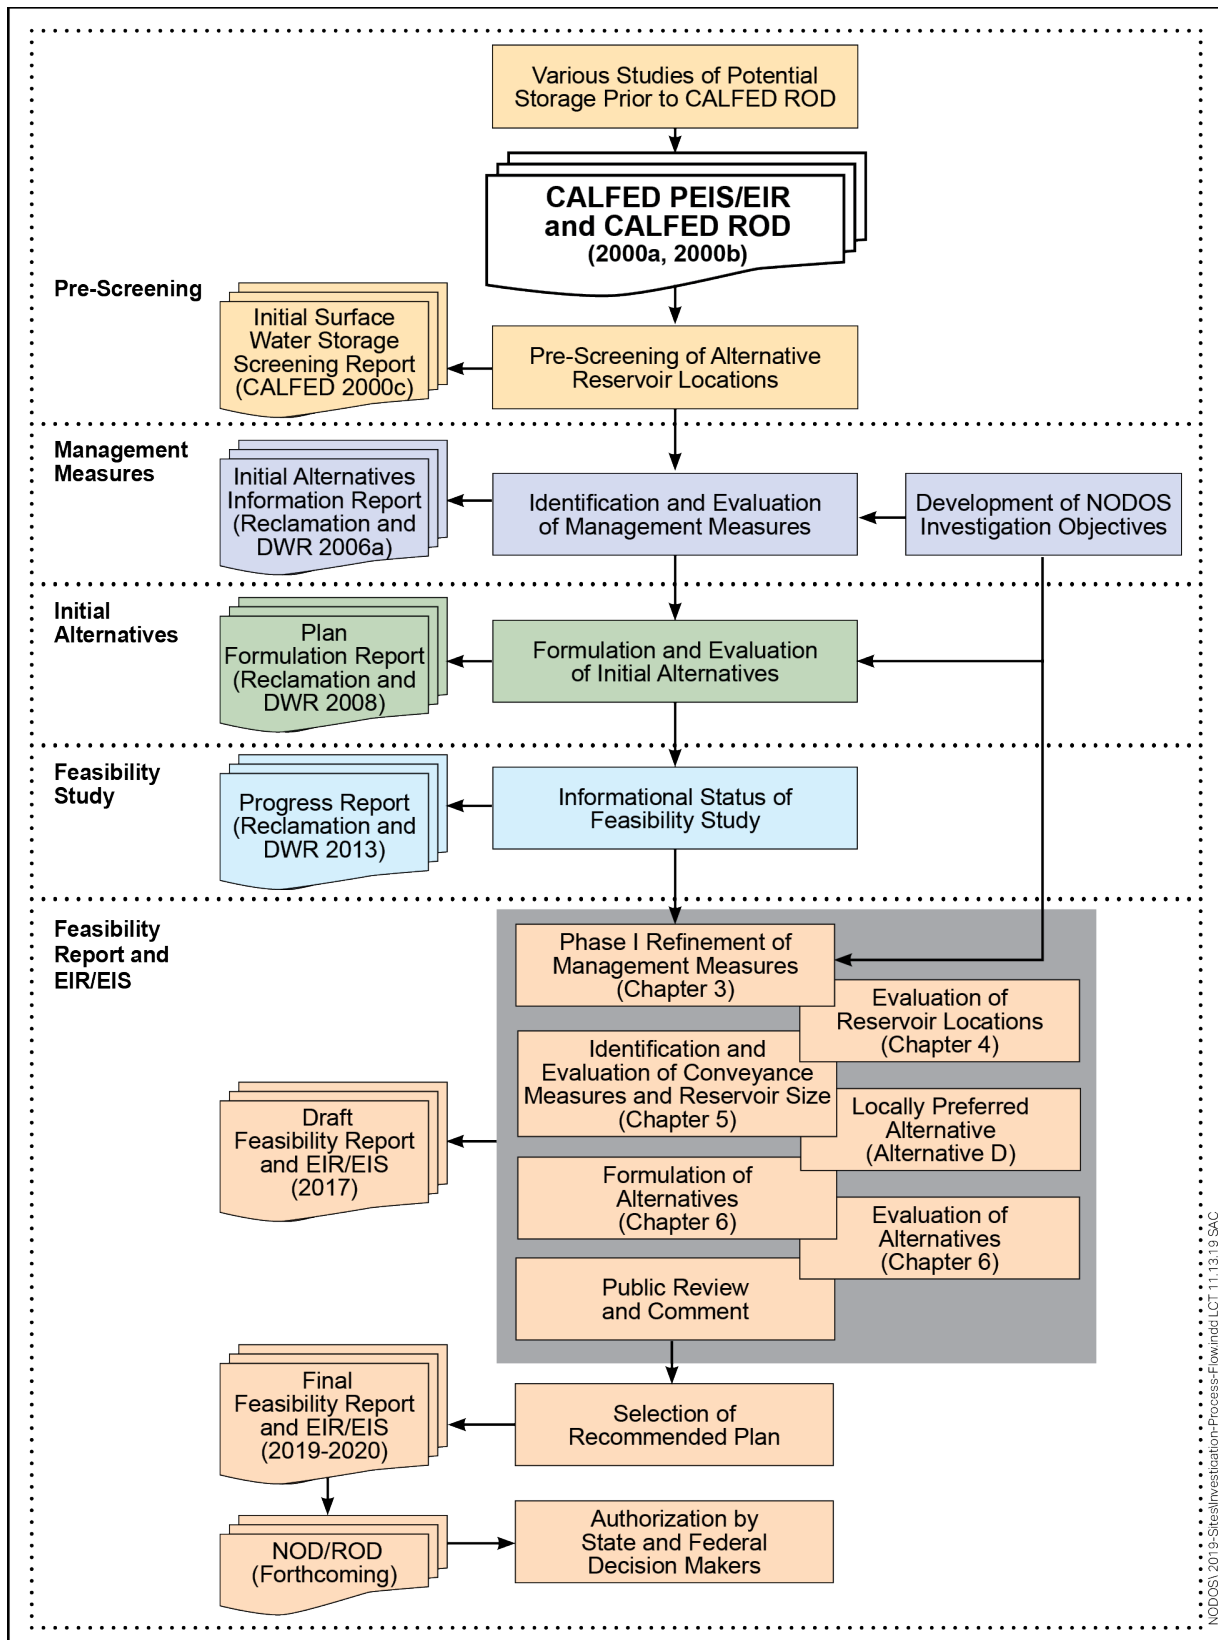 Various Studies of Potential
Storage Prior to CALFED ROD
CALFED PEIS/EIR
and CALFED ROD
(2000a, 2000b)
Pre-Screening
Initial Surface
Water Storage
Screening Report
(CALFED 2000c)
Pre-Screening of Alternative
Reservoir Locations
Management
Measures
Initial Alternatives
Information Report
(Reclamation and
DWR 2006a)
Identification and Evaluation
of Management Measures
Development of NODOS
Investigation Objectives
Initial
Alternatives
Plan
Formulation Report
(Reclamation and
DWR 2008)
Formulation and Evaluation
of Initial Alternatives
Feasibility
Study
Progress Report
(Reclamation and
DWR 2013)
Informational Status of
Feasibility Study
Feasibility
Report and
EIR/EIS
Phase I Refinement of
Management Measures
(Chapter 3)
Evaluation of
Reservoir Locations
(Chapter 4)
Identification and
Evaluation of Conveyance
Measures and Reservoir Size
(Chapter 5)
Draft
Feasibility Report
and EIR/EIS
(2017)
Locally Preferred
Alternative
(Alternative D)
Formulation of
Alternatives
(Chapter 6)
Evaluation of
Alternatives
(Chapter 6)
Public Review
and Comment
Final
Feasibility Report
and EIR/EIS
(2019-2020)
Selection of
Recommended Plan
NOD/ROD
(Forthcoming)
Authorization by
State and Federal
Decision Makers
NODOS\ 2019-Sites\Investigation-Process-Flow.indd LCT 11.13.19 SAC